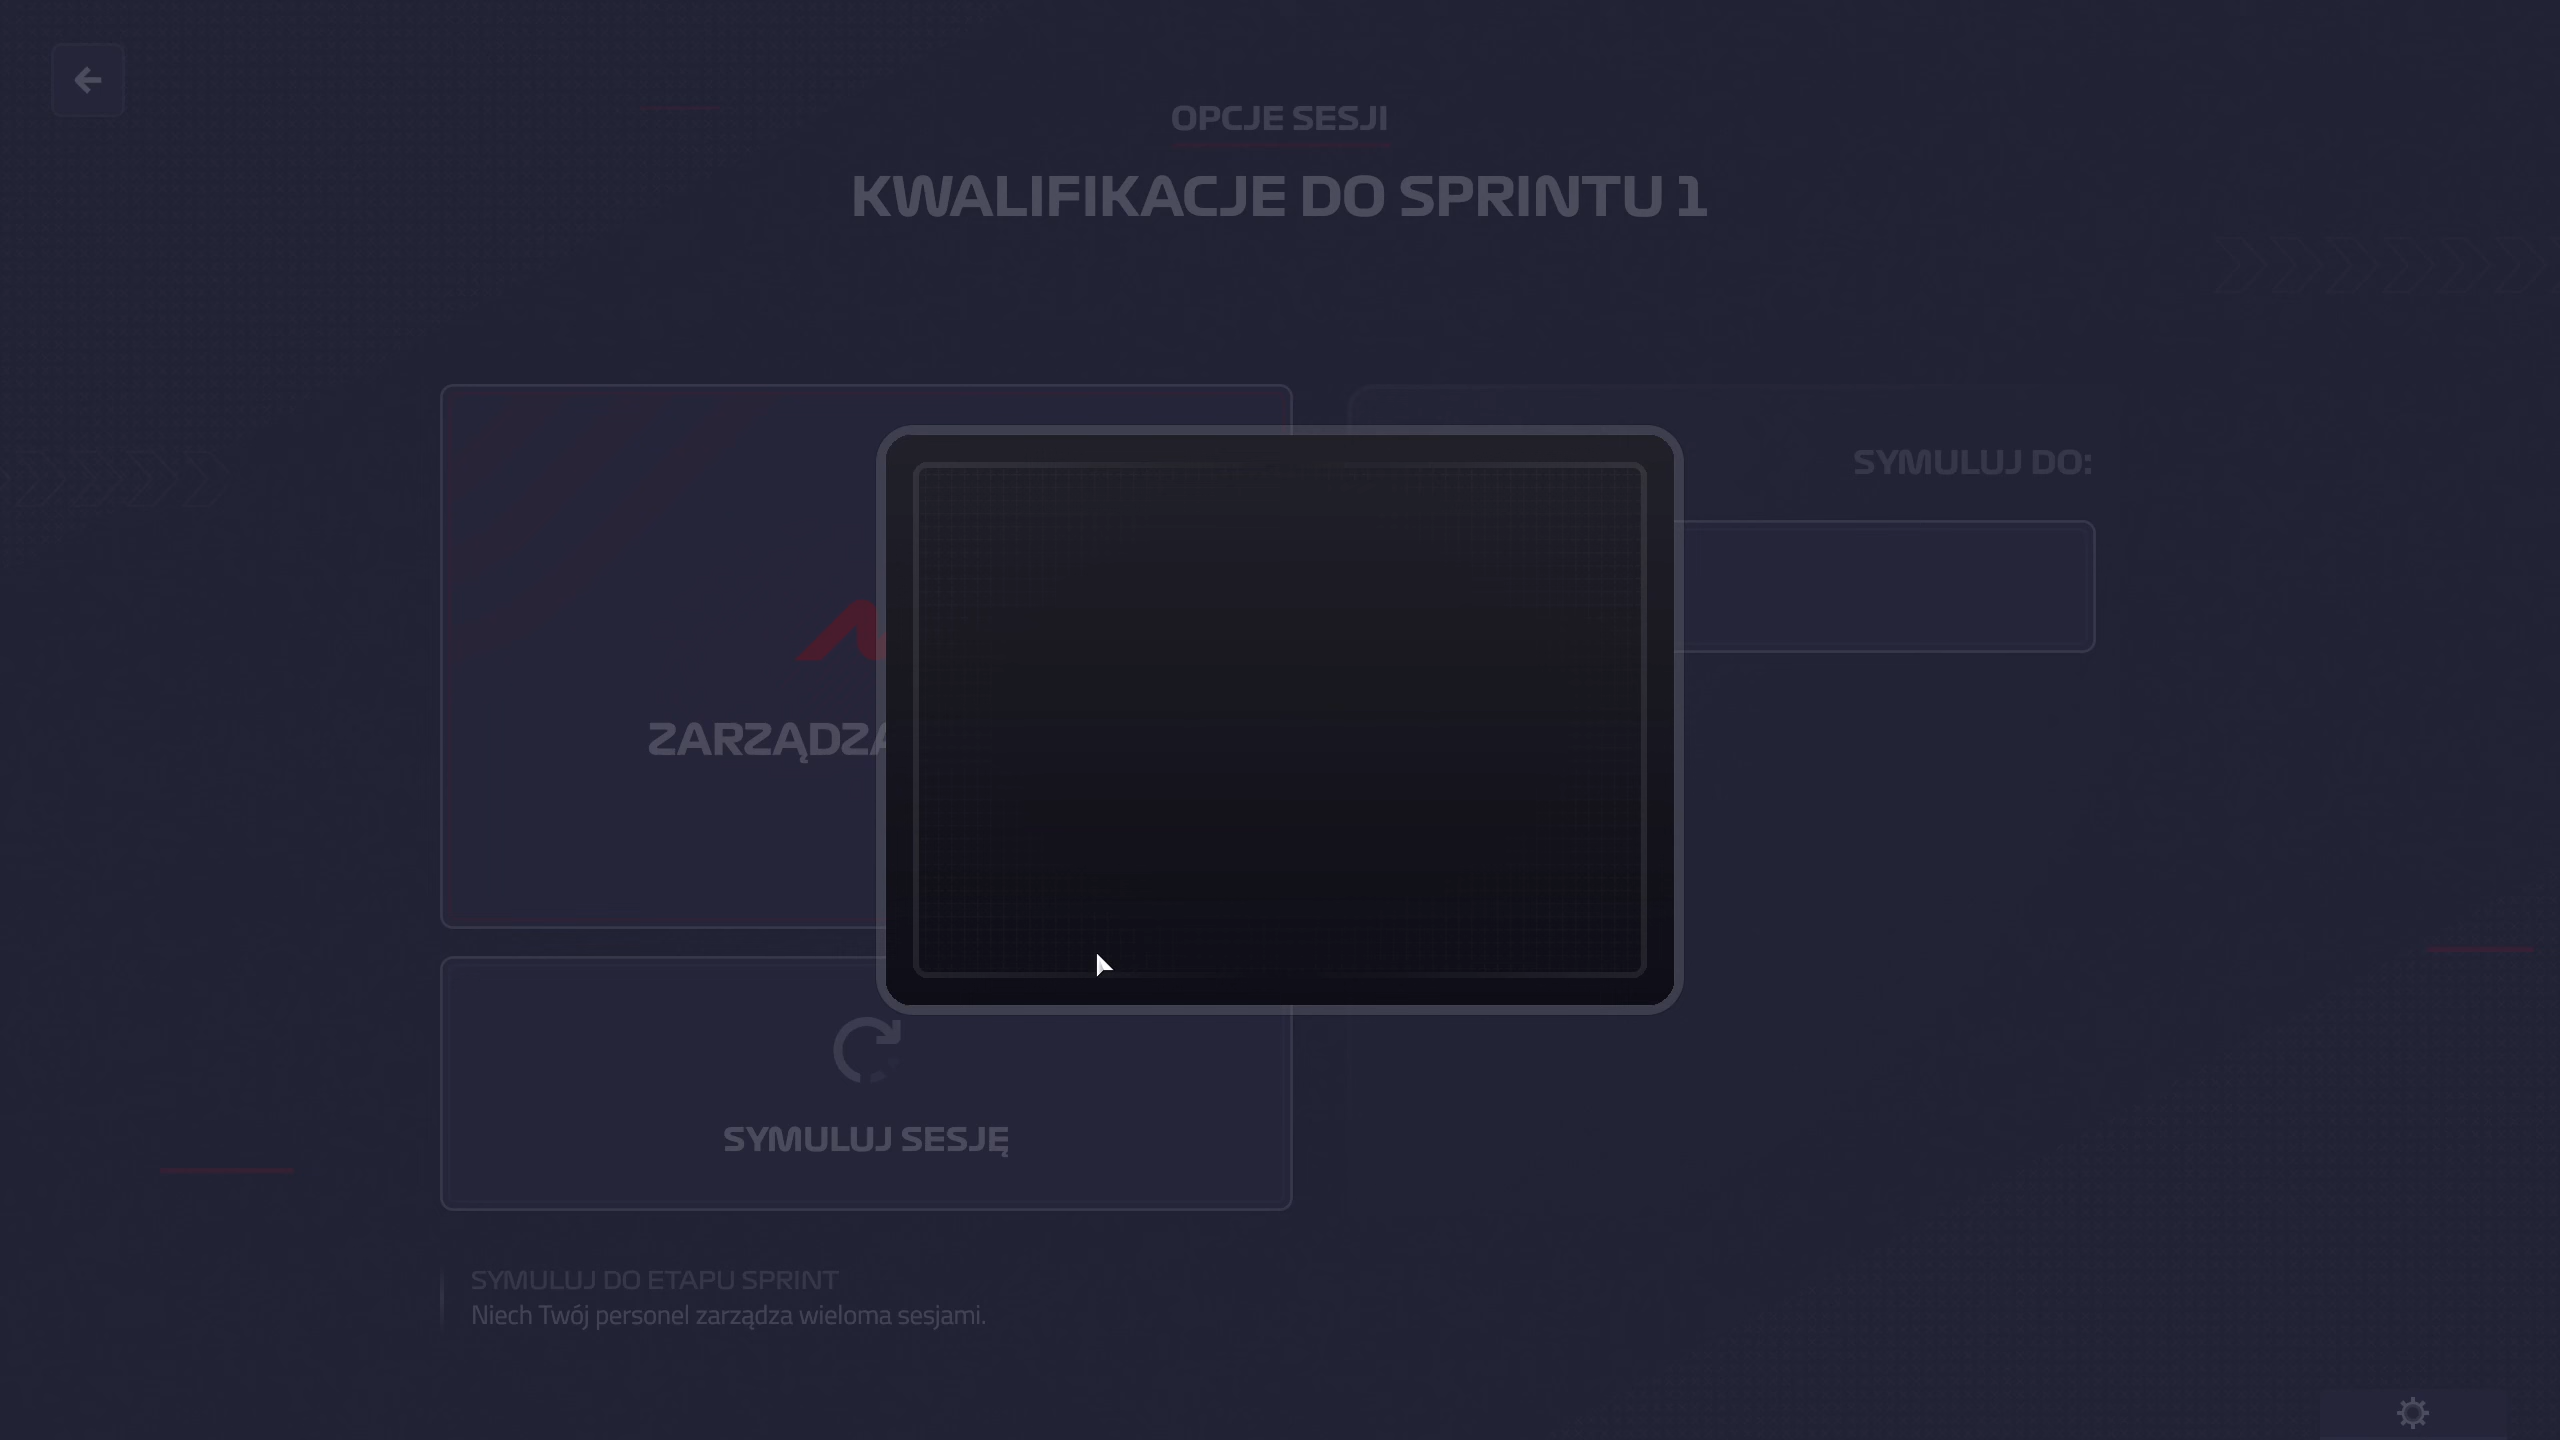 OPCJE SESJI
KWALIFIKACJE DO SPRINTU 1
SYMULUJ DO:
SYMULUJ SESJĘ
SYMULUJ DO ETAPU SPRINT
Niech Twój personel zarządza wieloma sesjami.